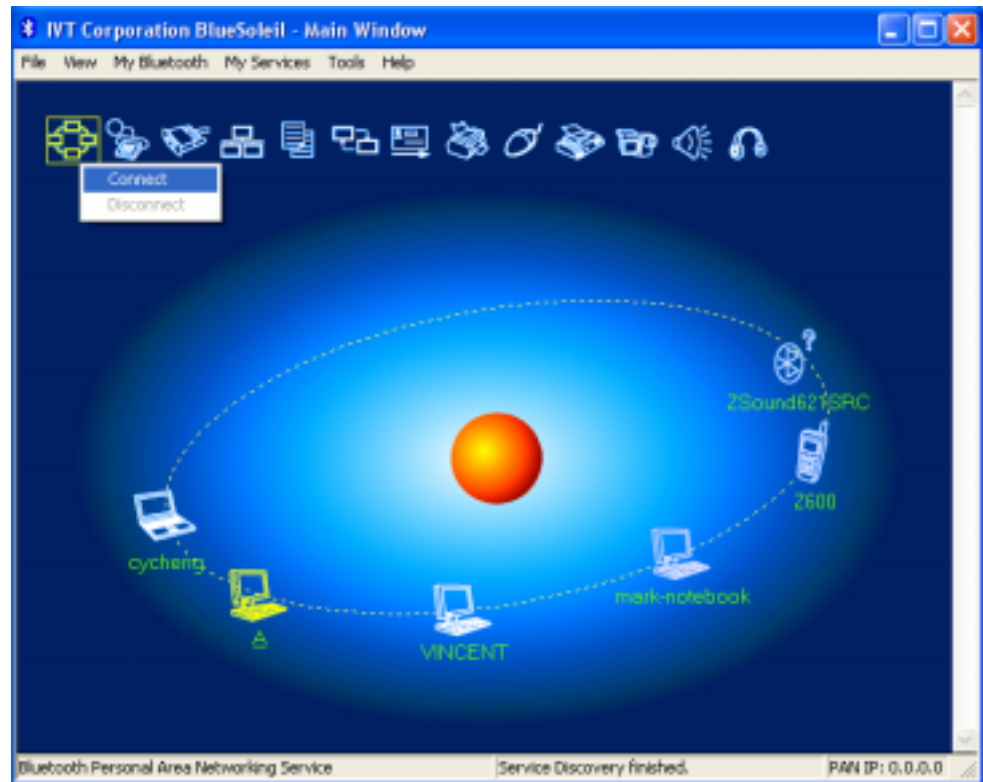 IVT Corporation BlueSoleil - Main Window
File View My Bluetooth My Services Tools Help
Connect
Disconnect
?
ZSound621SRC
Z600
cycheng
mark-notebook
A
VINCENT
Bluetooth Personal Area Networking Service Service Discovery finished. PAN IP: 0.0.0.0